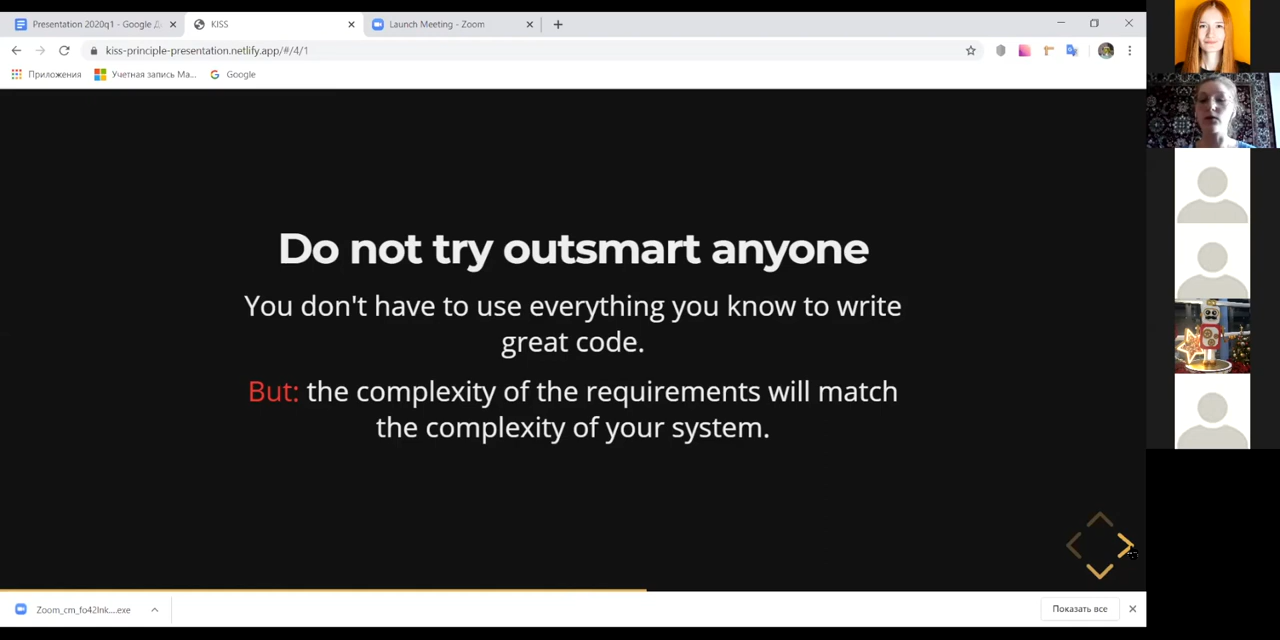 Presentation 2020q1 - Google Д
KISS
Launch Meeting - Zoom
kiss-principle-presentation.netlify.app/#/4/1
Приложения
Учетная запись Ma...
Google
Do not try outsmart anyone
You don't have to use everything you know to write
great code.
But: the complexity of the requirements will match
the complexity of your system.
Zoom_cm_fo42lnk....exe
Показать все